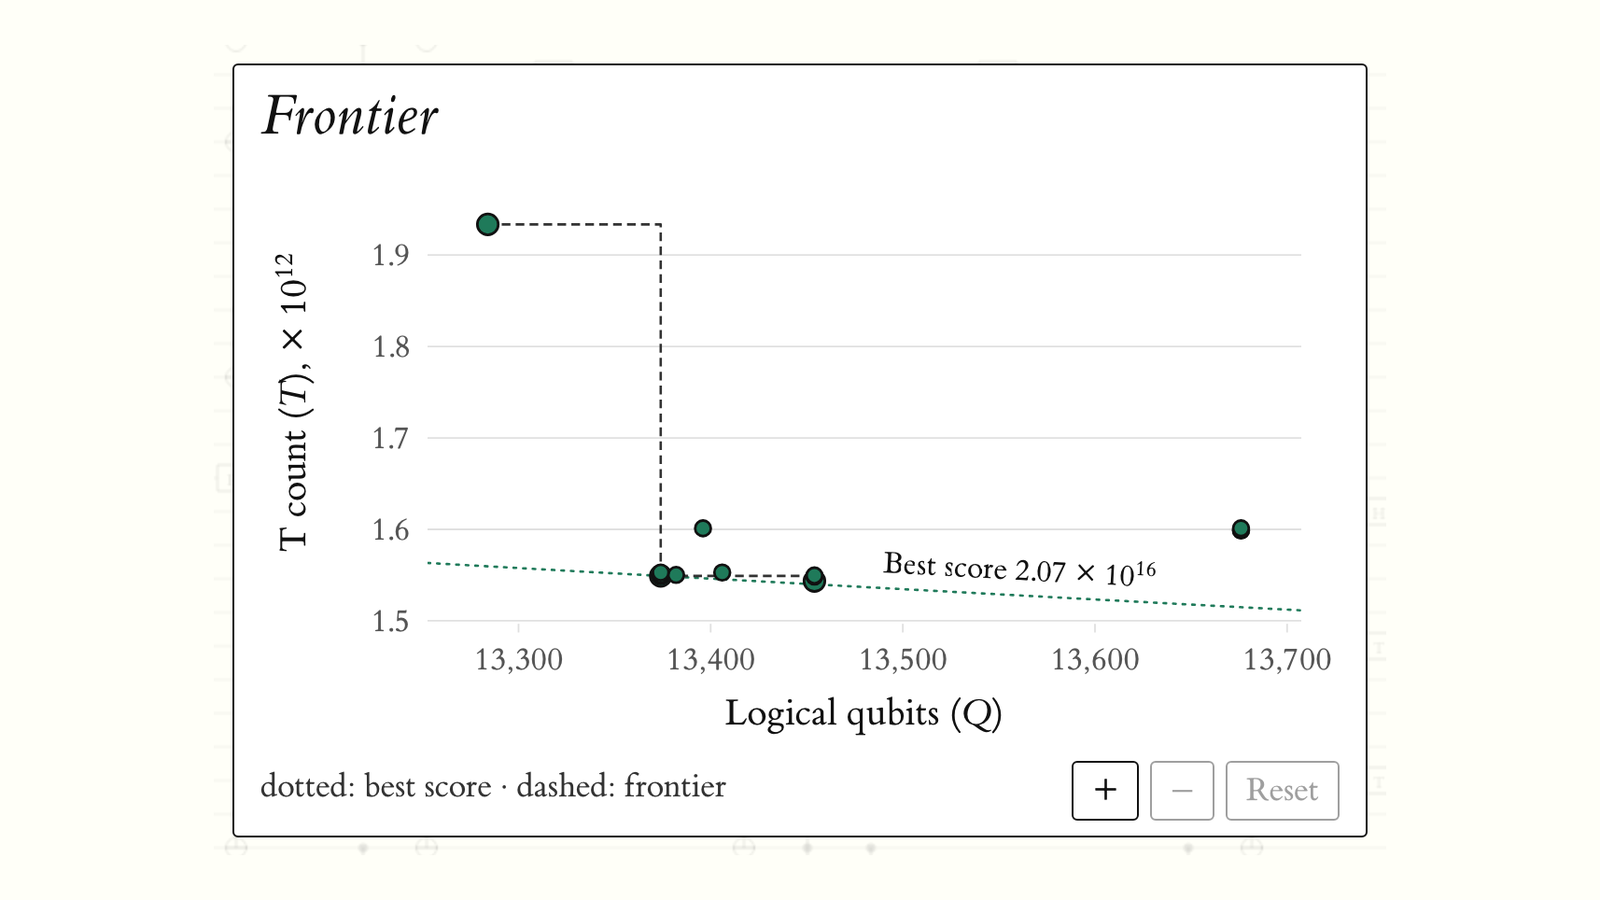 Frontier
T count (T), × 10¹²
1.9
1.8
1.7
1.6
1.5
Best score 2.07 × 10¹⁶
13,300 13,400 13,500 13,600 13,700
Logical qubits (Q)
dotted: best score · dashed: frontier
+ − Reset